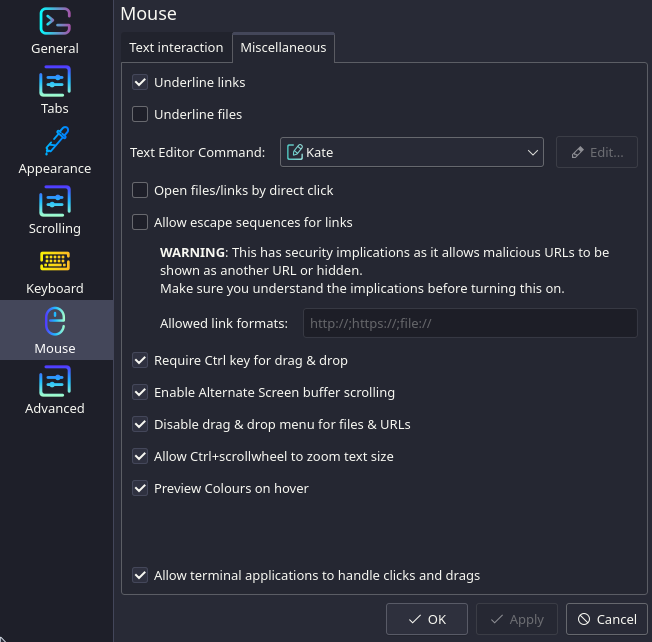 Mouse
General
Tabs
Appearance
Scrolling
Keyboard
Mouse
Advanced
Text interaction
Miscellaneous
Underline links
Underline files
Text Editor Command:
Kate
Edit...
Open files/links by direct click
Allow escape sequences for links
WARNING: This has security implications as it allows malicious URLs to be
shown as another URL or hidden.
Make sure you understand the implications before turning this on.
Allowed link formats:
http://;https://;file://
Require Ctrl key for drag & drop
Enable Alternate Screen buffer scrolling
Disable drag & drop menu for files & URLs
Allow Ctrl+scrollwheel to zoom text size
Preview Colours on hover
Allow terminal applications to handle clicks and drags
OK
Apply
Cancel